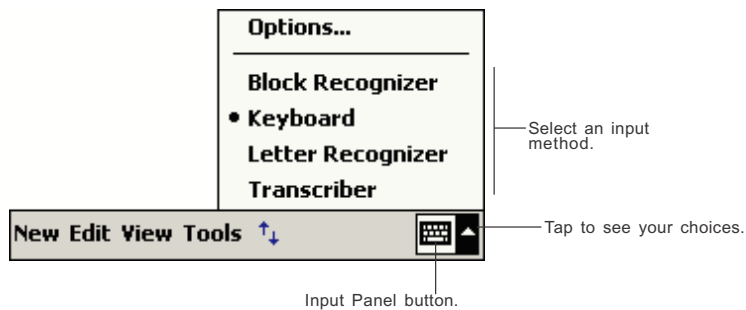 Options...
Block Recognizer
Keyboard
Letter Recognizer
Transcriber
Select an input
method.
New Edit View Tools
Tap to see your choices.
Input Panel button.